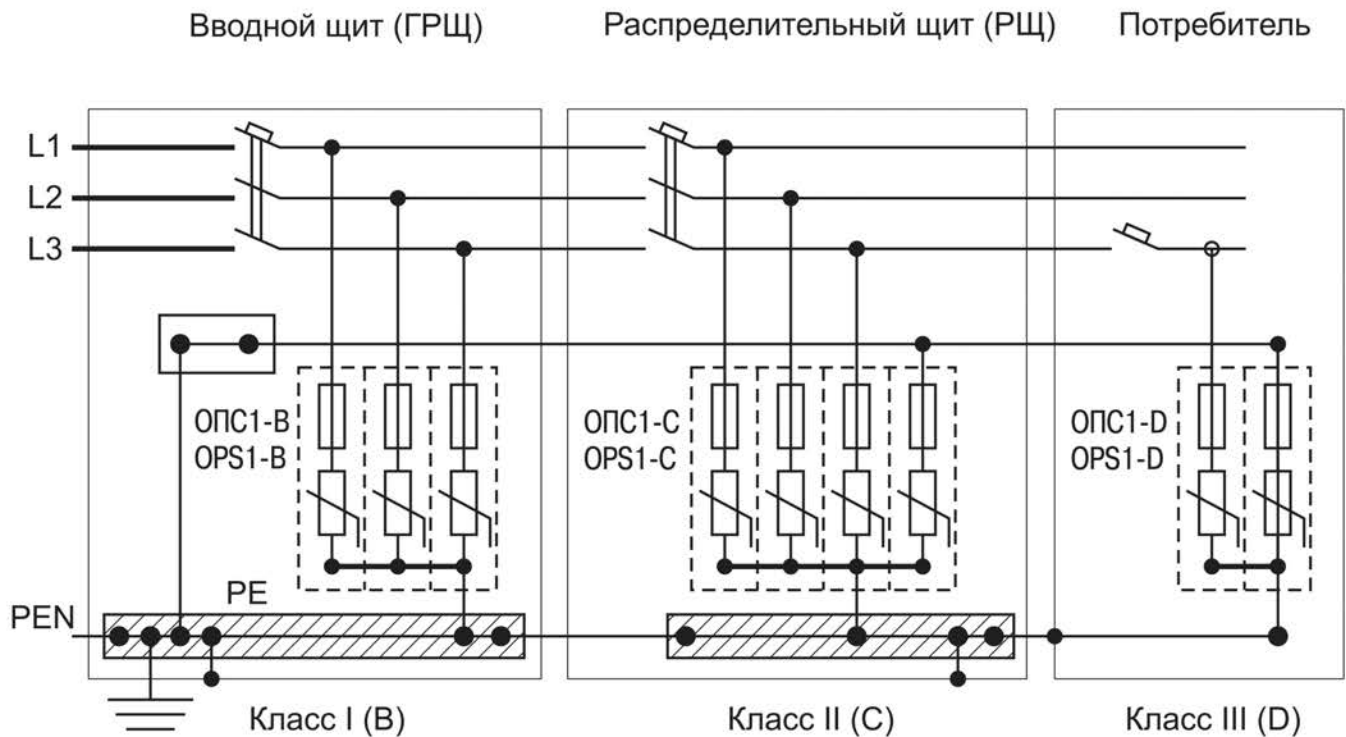 Вводной щит (ГРЩ)
Распределительный щит (РЩ)
Потребитель
L1
L2
L3
ОПС1-B
OPS1-B
ОПС1-C
OPS1-C
ОПС1-D
OPS1-D
PE
PEN
Класс I (B)
Класс II (C)
Класс III (D)